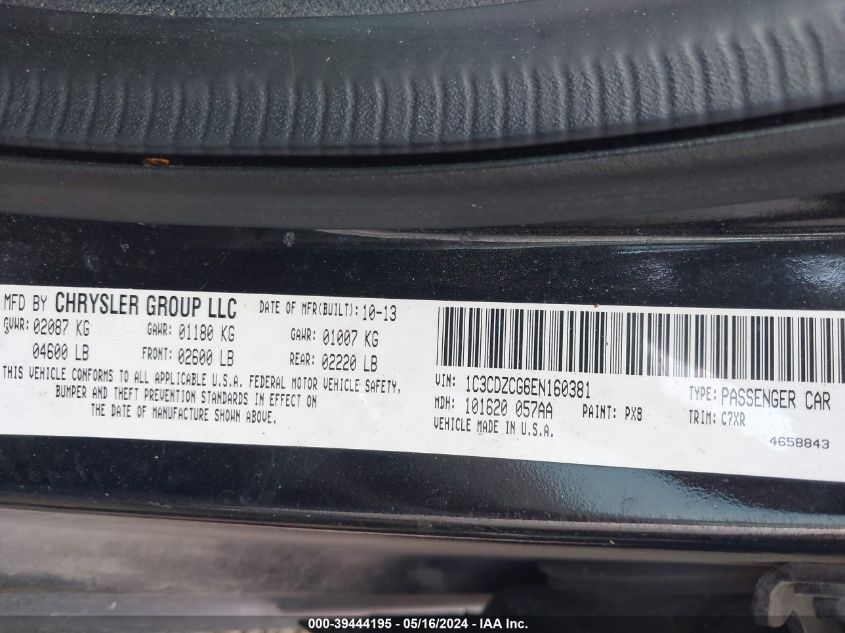 MFD BY CHRYSLER GROUP LLC DATE OF MFR(BUILT): 10-13
GVWR: 02087 KG GAWR: 01180 KG GAWR: 01007 KG
04600 LB FRONT: 02600 LB REAR: 02220 LB
THIS VEHICLE CONFORMS TO ALL APPLICABLE U.S.A. FEDERAL MOTOR VEHICLE SAFETY,
BUMPER AND THEFT PREVENTION STANDARDS IN EFFECT ON
THE DATE OF MANUFACTURE SHOWN ABOVE.
VIN: 1C3CDZCG6EN160381 TYPE: PASSENGER CAR
MDH: 101620 057AA PAINT: PX8 TRIM: C7XR
VEHICLE MADE IN U.S.A. 4658843
000-39444195 - 05/16/2024 - IAA Inc.